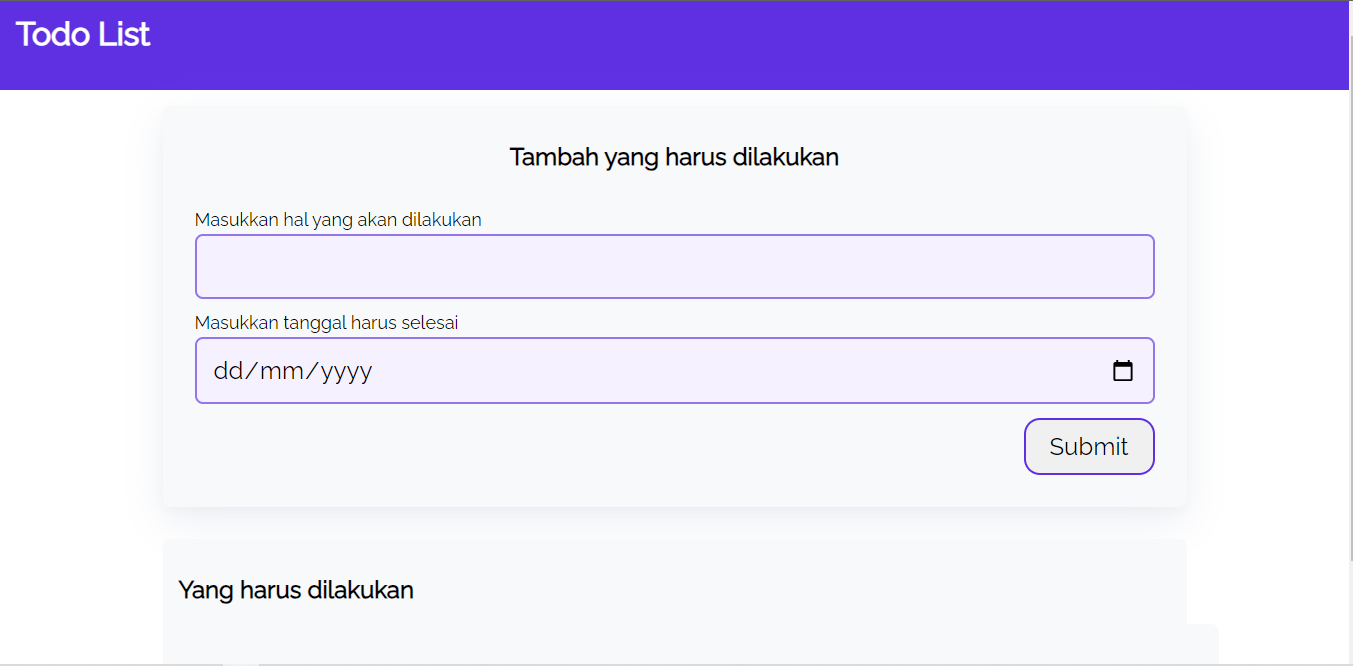 Todo List
Tambah yang harus dilakukan
Masukkan hal yang akan dilakukan
Masukkan tanggal harus selesai
dd/mm/yyyy
Submit
Yang harus dilakukan